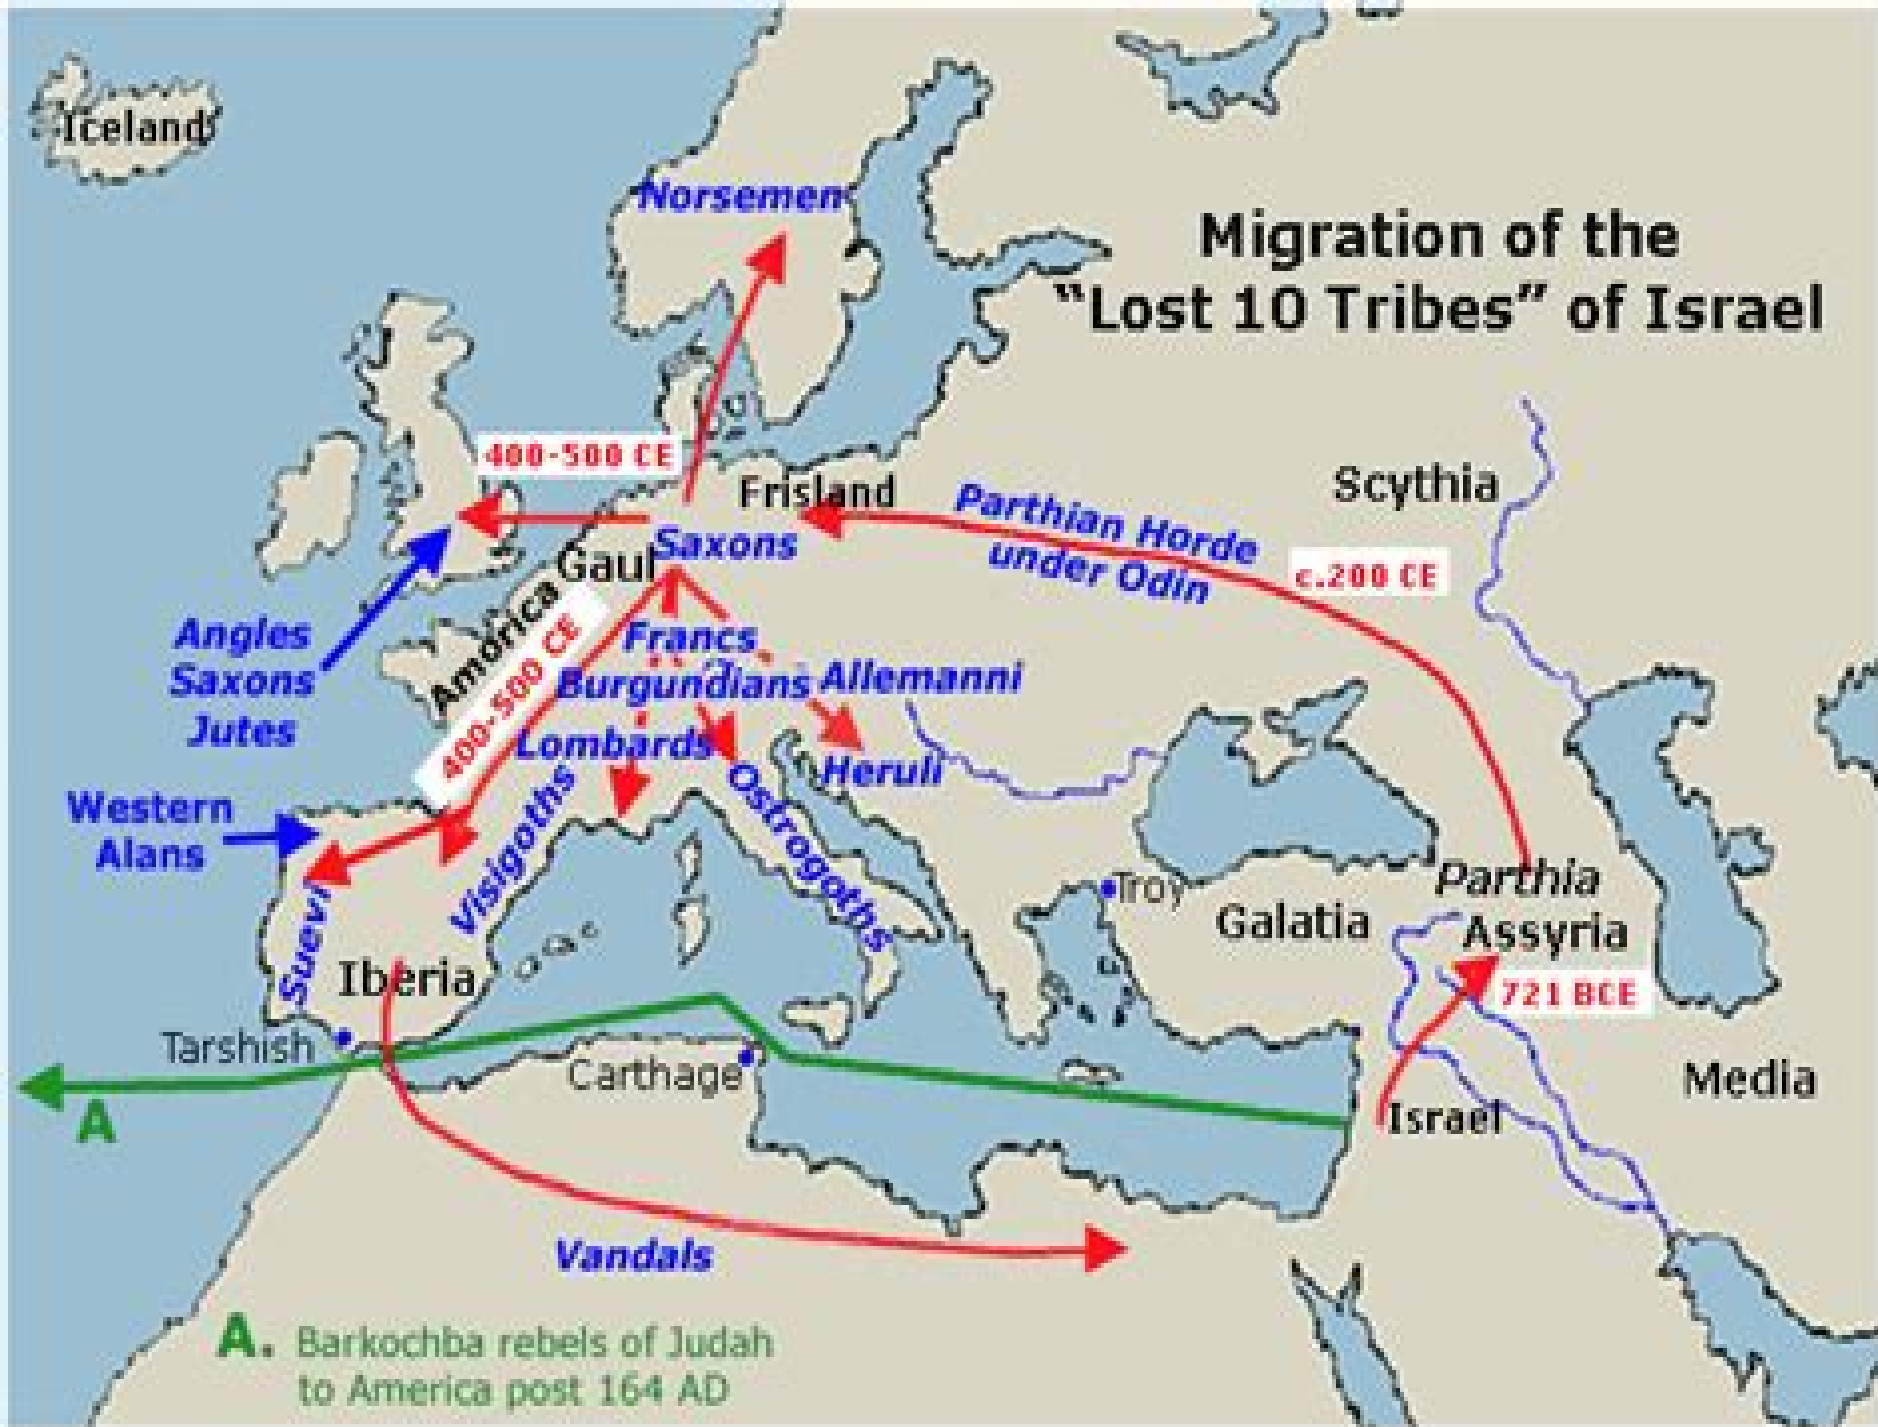 Iceland
Norsemen
Migration of the
“Lost 10 Tribes” of Israel
400-500 CE
Frisland
Scythia
Parthian Horde
under Odin
c.200 CE
Saxons
Gaul
Amorica
400-500 CE
Angles
Saxons
Jutes
Francs
Burgundians
Allemanni
Lombards
Heruli
Western
Alans
Visigoths
Ostrogoths
Suevi
Troy
Parthia
Galatia
Assyria
721 BCE
Iberia
Tarshish
Carthage
Media
Israel
A
Vandals
A. Barkochba rebels of Judah
to America post 164 AD